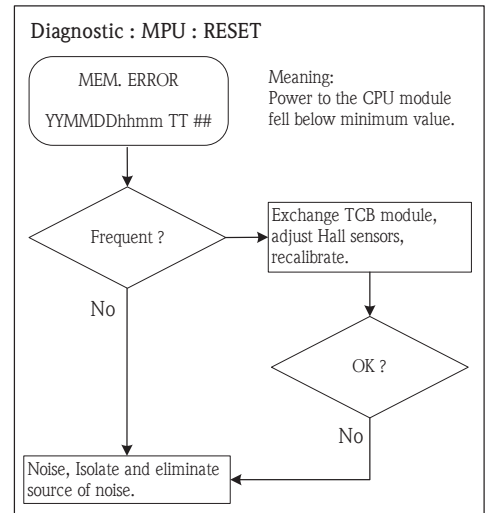 Diagnostic : MPU : RESET
MEM. ERROR
YYMMDDhhmm TT ##
Meaning:
Power to the CPU module
fell below minimum value.
Frequent ?
Exchange TCB module,
adjust Hall sensors,
recalibrate.
No
OK ?
No
Noise, Isolate and eliminate
source of noise.